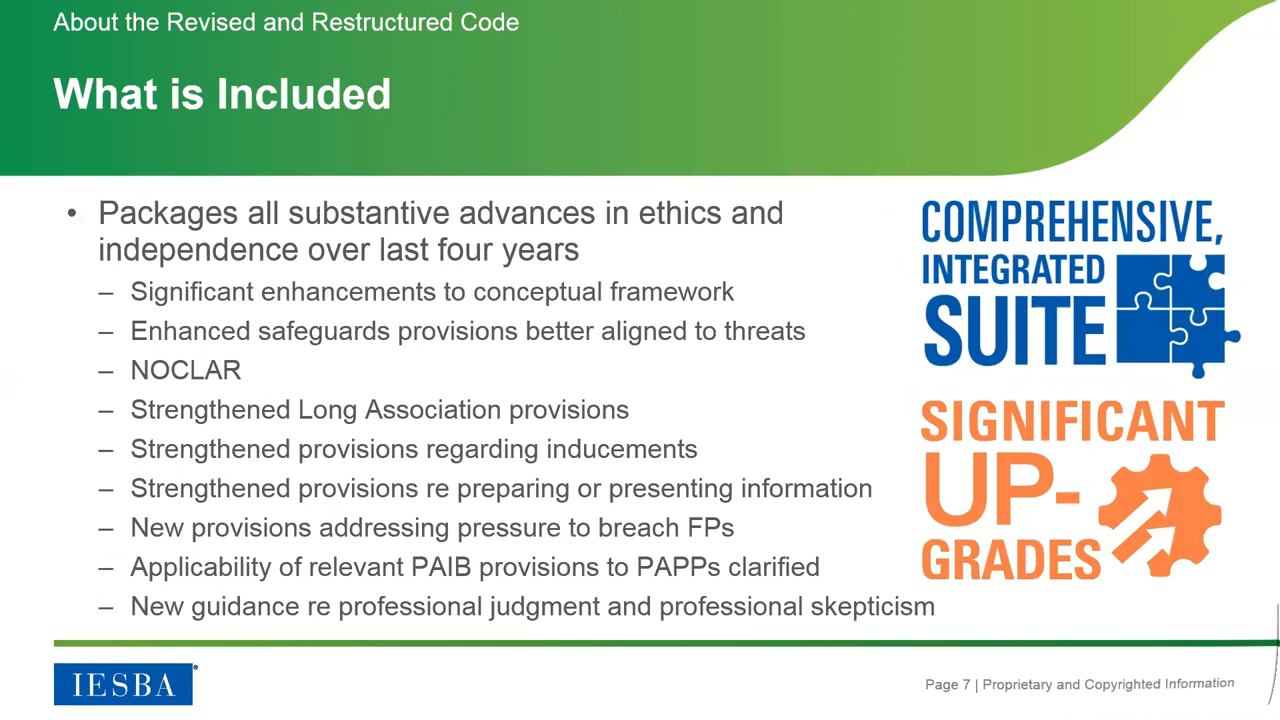 About the Revised and Restructured Code
What is Included
• Packages all substantive advances in ethics and
independence over last four years
– Significant enhancements to conceptual framework
– Enhanced safeguards provisions better aligned to threats
– NOCLAR
– Strengthened Long Association provisions
– Strengthened provisions regarding inducements
– Strengthened provisions re preparing or presenting information
– New provisions addressing pressure to breach FPs
– Applicability of relevant PAIB provisions to PAPPs clarified
– New guidance re professional judgment and professional skepticism
COMPREHENSIVE,
INTEGRATED
SUITE
SIGNIFICANT
UP-
GRADES
IESBA®
Page 7 | Proprietary and Copyrighted Information